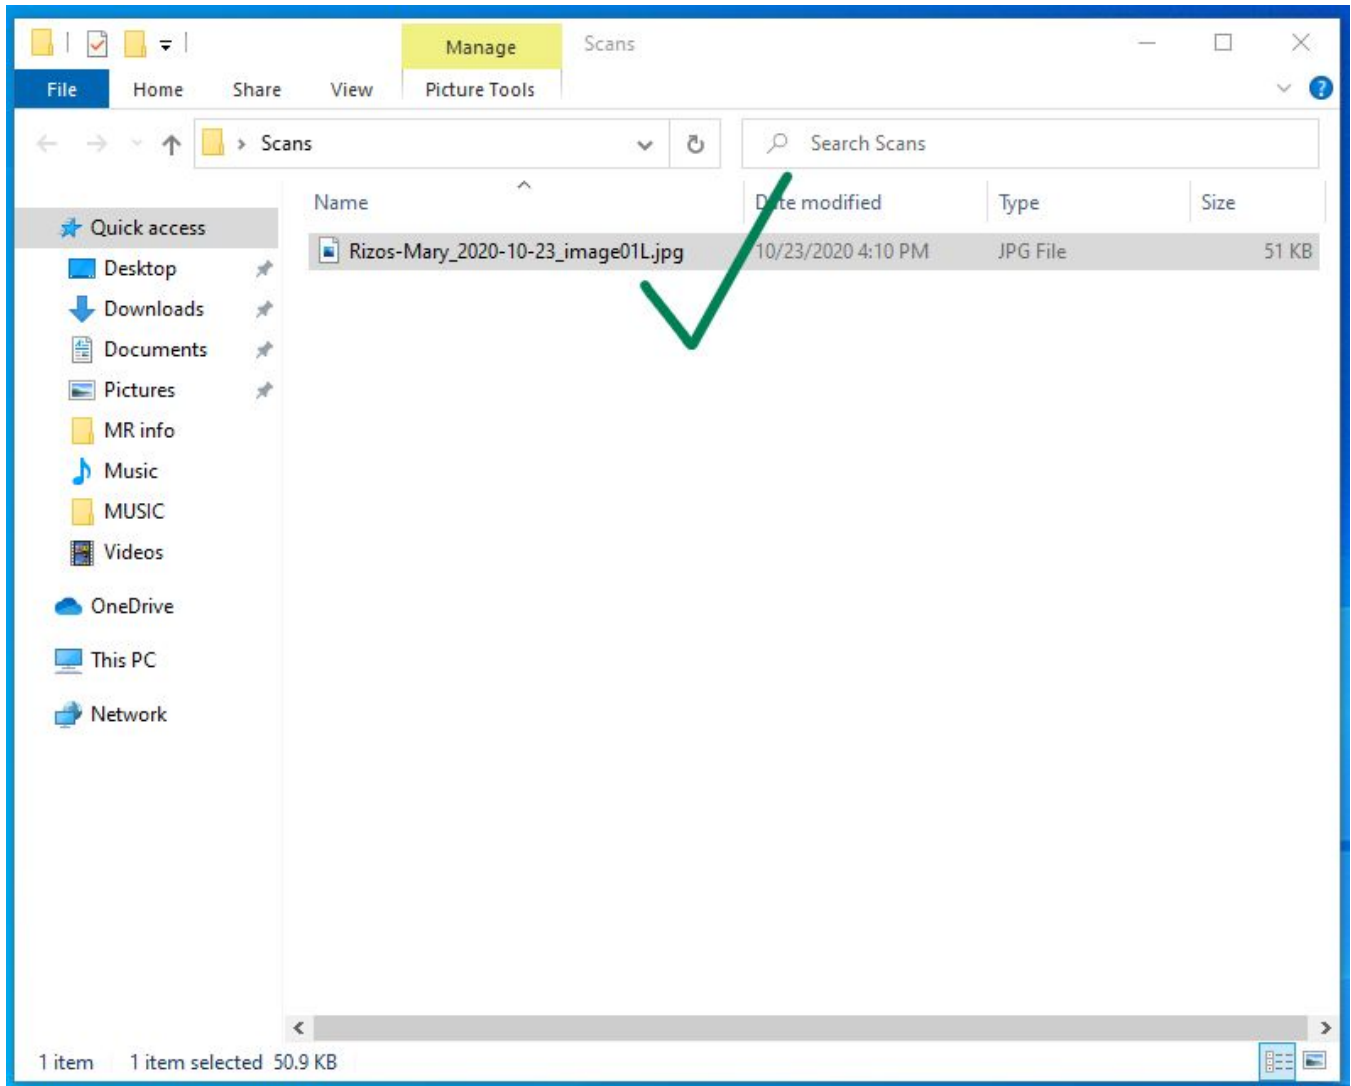 Manage Scans
File Home Share View Picture Tools
Scans Search Scans
Name Date modified Type Size
Quick access
Rizos-Mary_2020-10-23_image01L.jpg 10/23/2020 4:10 PM JPG File 51 KB
Desktop
Downloads
Documents
Pictures
MR info
Music
MUSIC
Videos
OneDrive
This PC
Network
1 item 1 item selected 50.9 KB